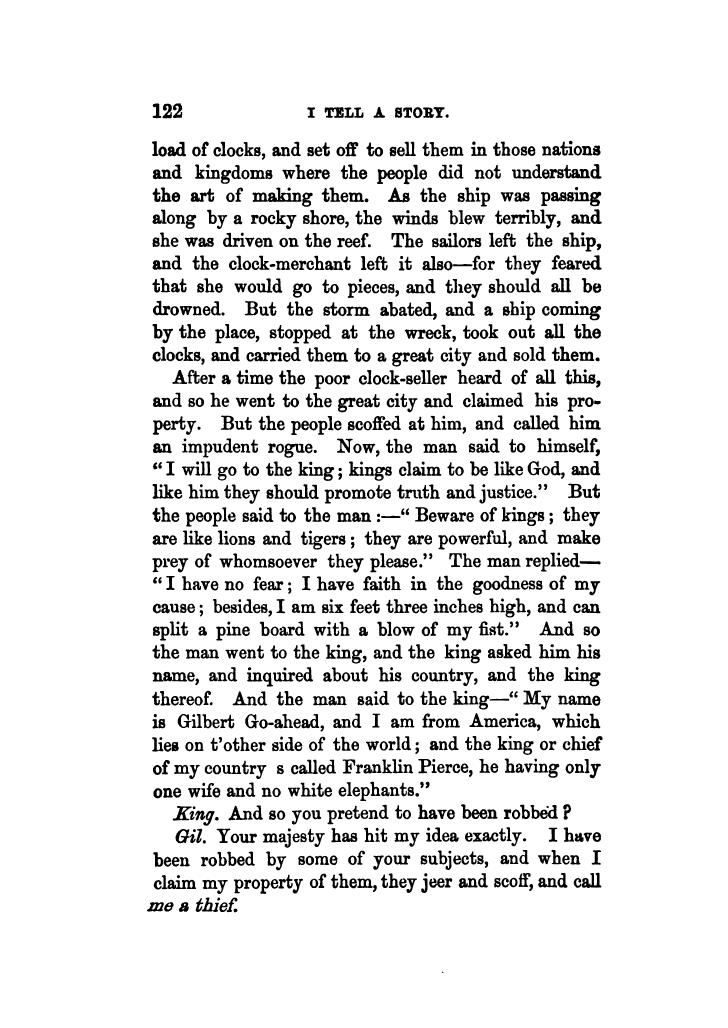 122 I TELL A STORY.
load of clocks, and set off to sell them in those nations
and kingdoms where the people did not understand
the art of making them. As the ship was passing
along by a rocky shore, the winds blew terribly, and
she was driven on the reef. The sailors left the ship,
and the clock-merchant left it also—for they feared
that she would go to pieces, and they should all be
drowned. But the storm abated, and a ship coming
by the place, stopped at the wreck, took out all the
clocks, and carried them to a great city and sold them.
After a time the poor clock-seller heard of all this,
and so he went to the great city and claimed his pro-
perty. But the people scoffed at him, and called him
an impudent rogue. Now, the man said to himself,
“I will go to the king; kings claim to be like God, and
like him they should promote truth and justice.” But
the people said to the man:—“Beware of kings; they
are like lions and tigers; they are powerful, and make
prey of whomsoever they please.” The man replied—
“I have no fear; I have faith in the goodness of my
cause; besides, I am six feet three inches high, and can
split a pine board with a blow of my fist.” And so
the man went to the king, and the king asked him his
name, and inquired about his country, and the king
thereof. And the man said to the king—“My name
is Gilbert Go-ahead, and I am from America, which
lies on t'other side of the world; and the king or chief
of my country s called Franklin Pierce, he having only
one wife and no white elephants.”
King. And so you pretend to have been robbed?
Gil. Your majesty has hit my idea exactly. I have
been robbed by some of your subjects, and when I
claim my property of them, they jeer and scoff, and call
me a thief.